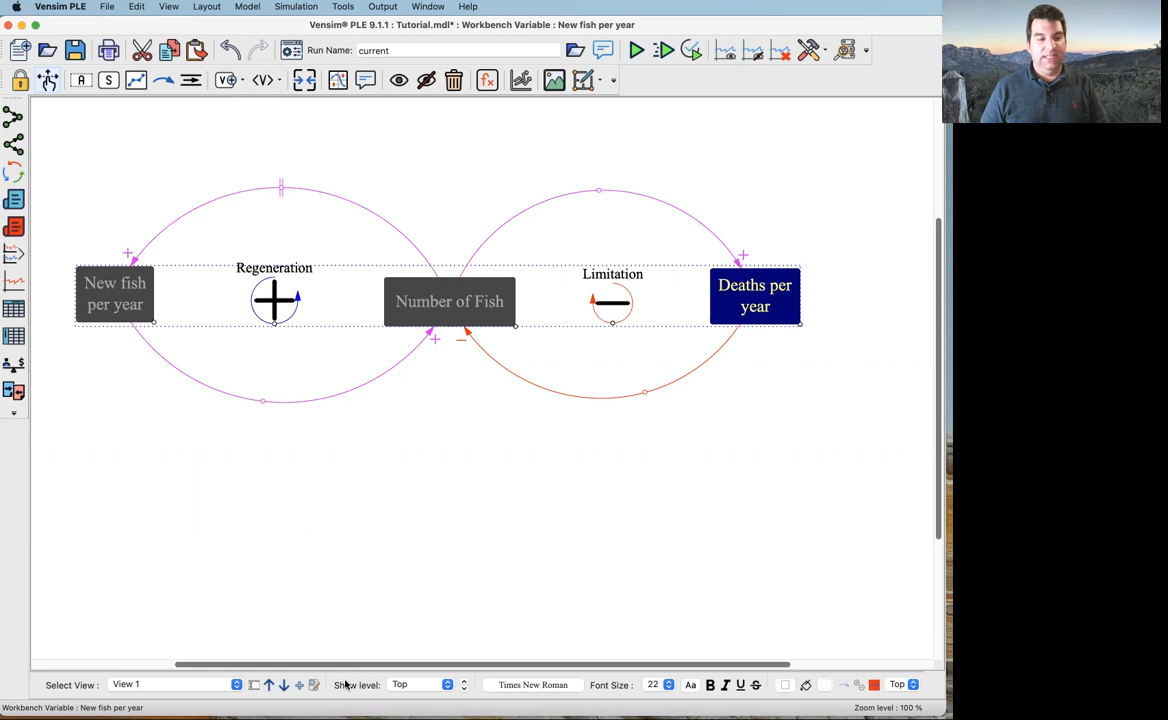 Vensim PLE File Edit View Layout Model Simulation Tools Output Window Help
Vensim® PLE 9.1.1 : Tutorial.mdl* : Workbench Variable : New fish per year
Run Name: current
A S V <V> fx
Regeneration
Limitation
New fish
per year
Number of Fish
Deaths per
year
Select View : View 1 Show level: Top Times New Roman Font Size : 22 Aa B I U S Top
Workbench Variable : New fish per year Zoom level : 100 %